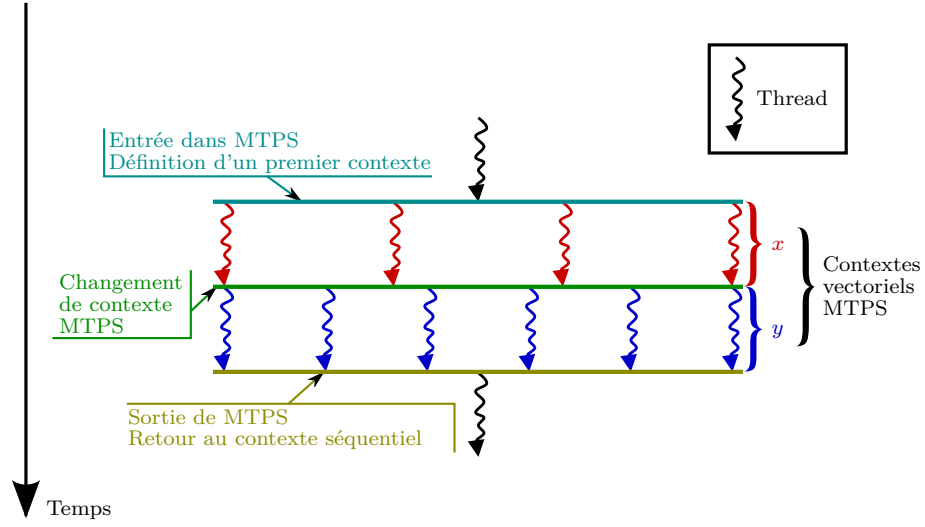 Thread
Entrée dans MTPS
Définition d'un premier contexte
x
Contextes
vectoriels
MTPS
Changement
de contexte
MTPS
y
Sortie de MTPS
Retour au contexte séquentiel
Temps